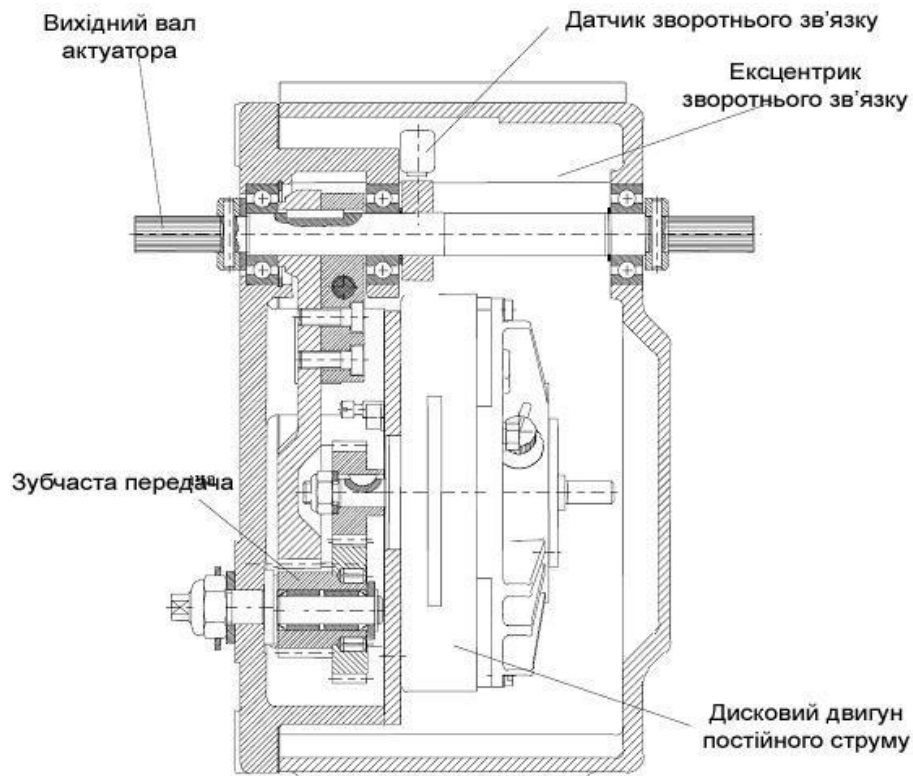 Вихідний вал
актуатора
Датчик зворотнього зв’язку
Ексцентрик
зворотнього зв’язку
Зубчаста передача
Дисковий двигун
постійного струму